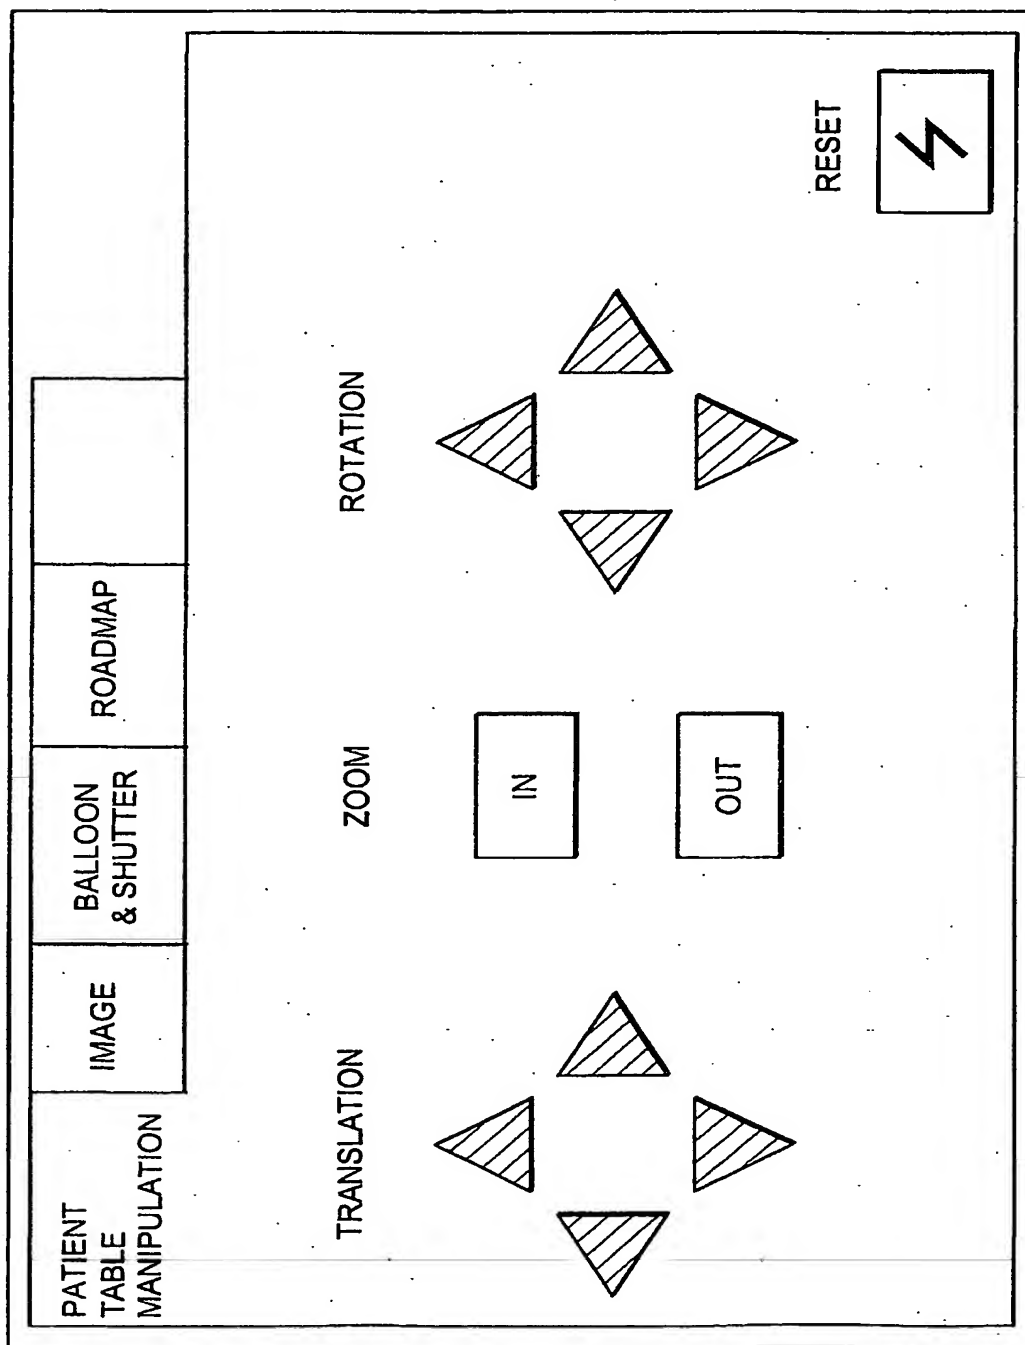 PATIENT
TABLE
MANIPULATION
IMAGE
BALLOON
& SHUTTER
ROADMAP
TRANSLATION
ZOOM
ROTATION
IN
OUT
RESET